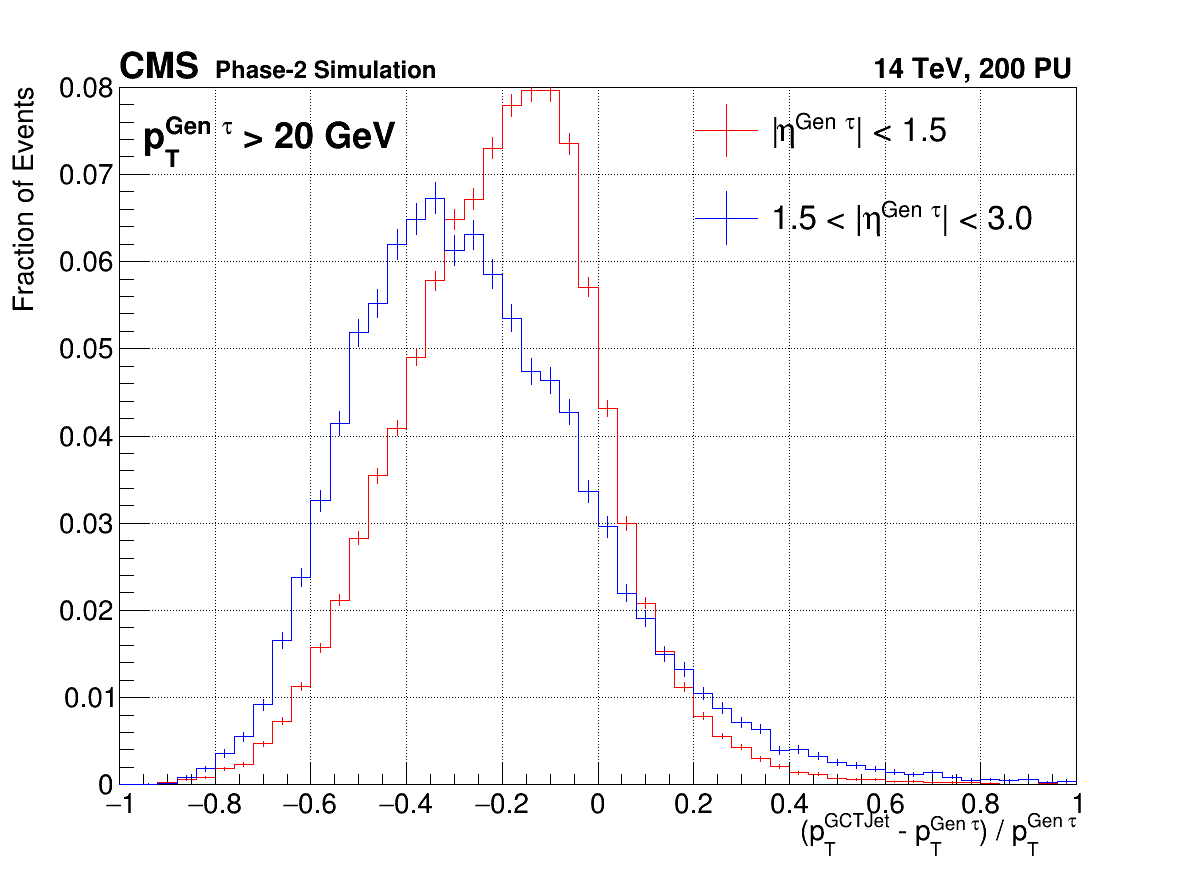 CMS Phase-2 Simulation 14 TeV, 200 PU
Fraction of Events
p_T^Gen τ > 20 GeV
|η^Gen τ| < 1.5
1.5 < |η^Gen τ| < 3.0
0.08
0.07
0.06
0.05
0.04
0.03
0.02
0.01
0
−1 −0.8 −0.6 −0.4 −0.2 0 0.2 0.4 0.6 0.8 1
(p_T^GCTJet - p_T^Gen τ) / p_T^Gen τ